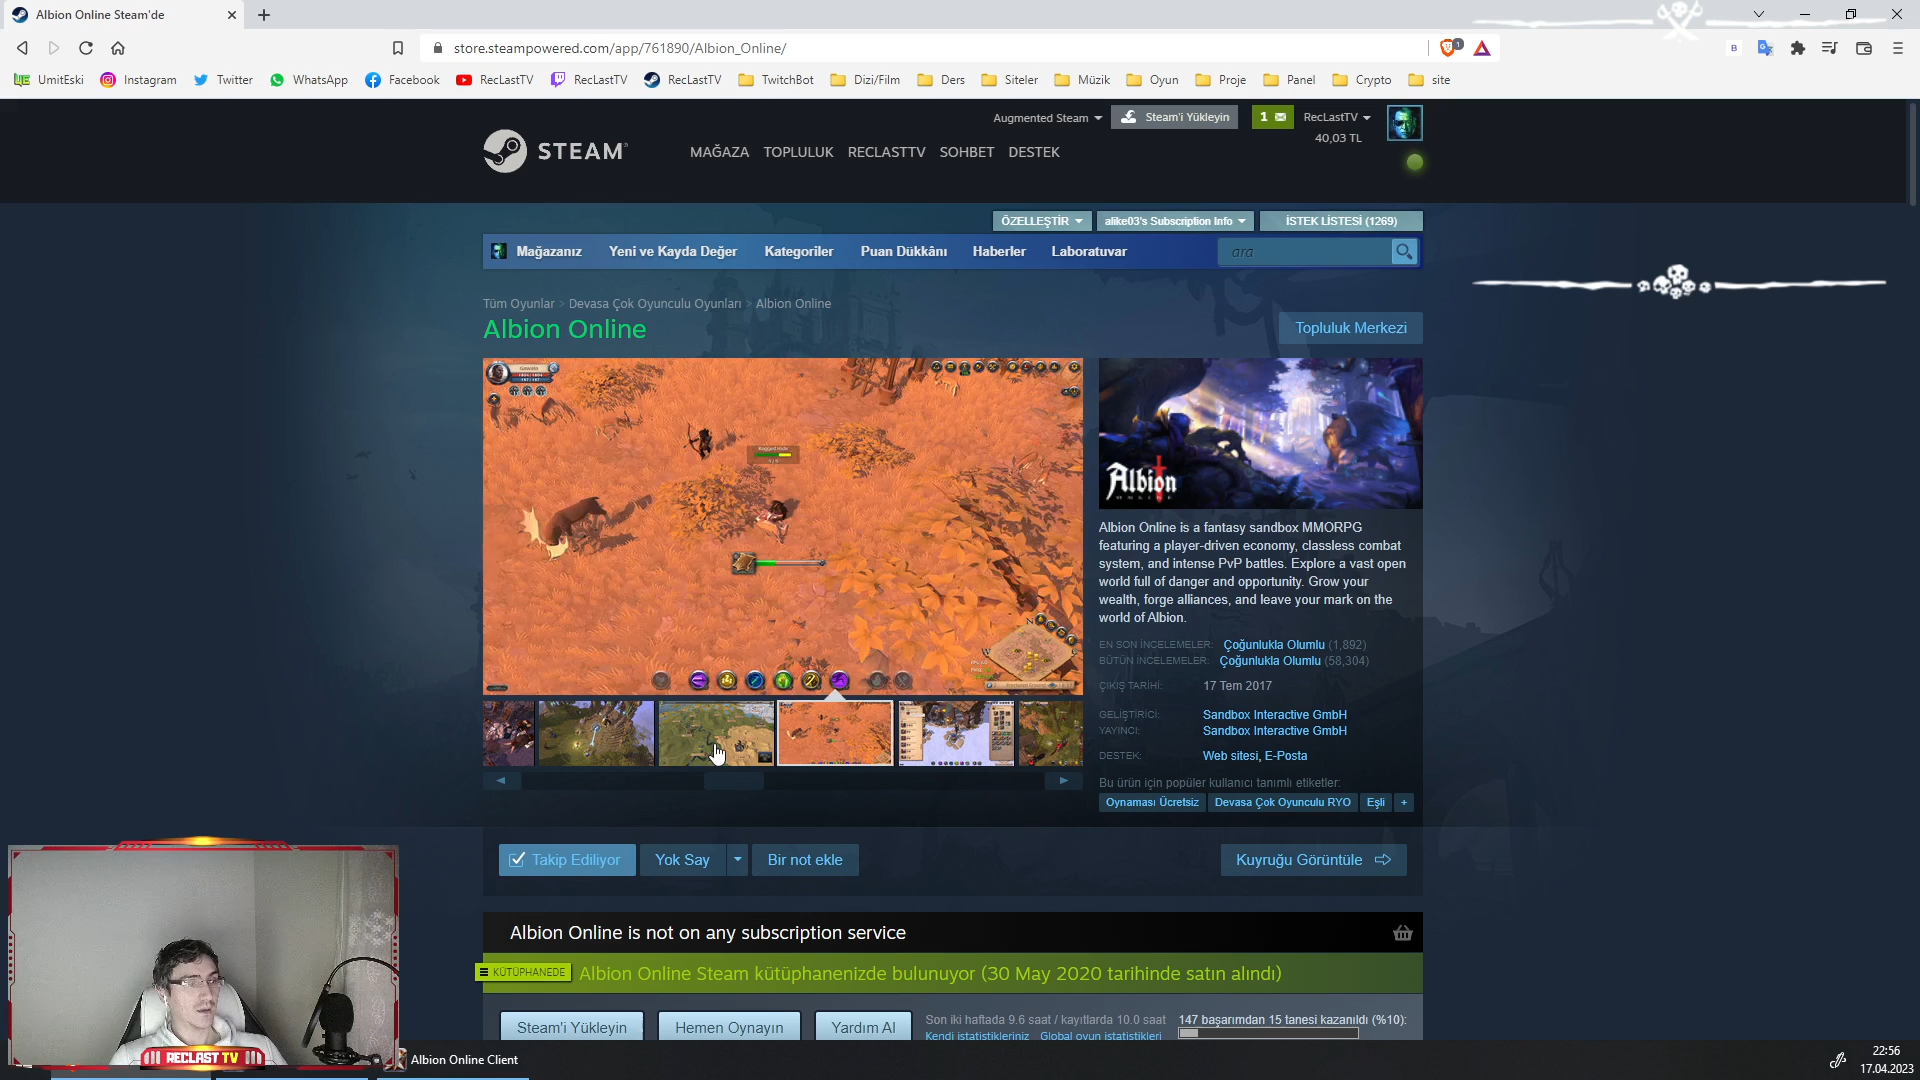 Albion Online Steam'de
store.steampowered.com/app/761890/Albion_Online/
1
B
UmitEski
Instagram
Twitter
WhatsApp
Facebook
RecLastTV
RecLastTV
RecLastTV
TwitchBot
Dizi/Film
Ders
Siteler
Müzik
Oyun
Proje
Panel
Crypto
site
Augmented Steam
Steam'i Yükleyin
1
RecLastTV
40,03 TL
STEAM
MAĞAZA
TOPLULUK
RECLASTTV
SOHBET
DESTEK
ÖZELLEŞTİR
alike03's Subscription Info
İSTEK LİSTESİ (1269)
Mağazanız
Yeni ve Kayda Değer
Kategoriler
Puan Dükkânı
Haberler
Laboratuvar
ara
Tüm Oyunlar > Devasa Çok Oyunculu Oyunları > Albion Online
Albion Online
Topluluk Merkezi
Albion
ONLINE
Albion Online is a fantasy sandbox MMORPG
featuring a player-driven economy, classless combat
system, and intense PvP battles. Explore a vast open
world full of danger and opportunity. Grow your
wealth, forge alliances, and leave your mark on the
world of Albion.
EN SON İNCELEMELER: Çoğunlukla Olumlu (1,892)
BÜTÜN İNCELEMELER: Çoğunlukla Olumlu (58,304)
ÇIKIŞ TARİHİ: 17 Tem 2017
GELİŞTİRİCİ: Sandbox Interactive GmbH
YAYINCI: Sandbox Interactive GmbH
DESTEK: Web sitesi, E-Posta
Bu ürün için popüler kullanıcı tanımlı etiketler:
Oynaması Ücretsiz
Devasa Çok Oyunculu RYO
Eşli
+
Takip Ediliyor
Yok Say
Bir not ekle
Kuyruğu Görüntüle
Albion Online is not on any subscription service
KÜTÜPHANEDE
Albion Online Steam kütüphanenizde bulunuyor (30 May 2020 tarihinde satın alındı)
Steam'i Yükleyin
Hemen Oynayın
Yardım Al
Son iki haftada 9.6 saat / kayıtlarda 10.0 saat
147 başarımdan 15 tanesi kazanıldı (%10):
Kendi istatistikleriniz
Global oyun istatistikleri
RECLAST TV
Albion Online Client
22:56
17.04.2023